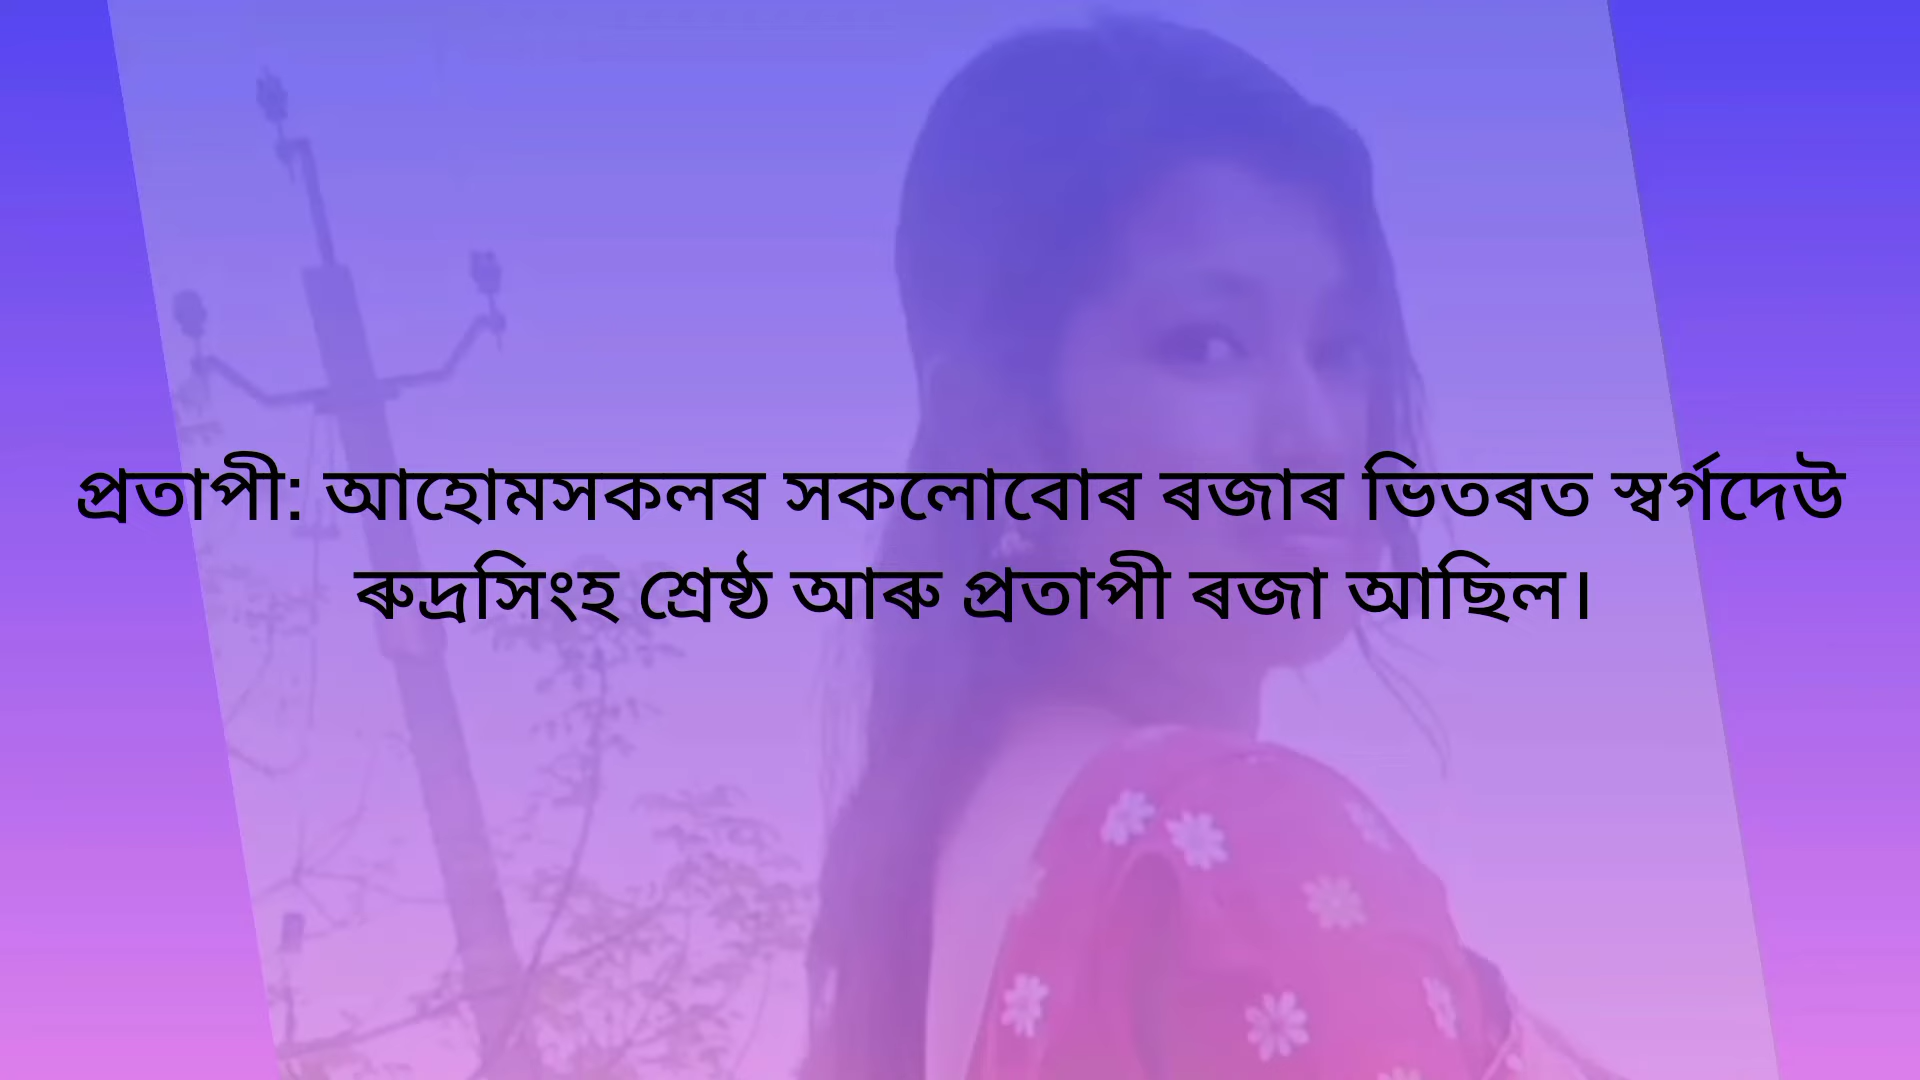 প্ৰতাপী: আহোমসকলৰ সকলোবোৰ ৰজাৰ ভিতৰত স্বৰ্গদেউ
ৰুদ্ৰসিংহ শ্ৰেষ্ঠ আৰু প্ৰতাপী ৰজা আছিল।